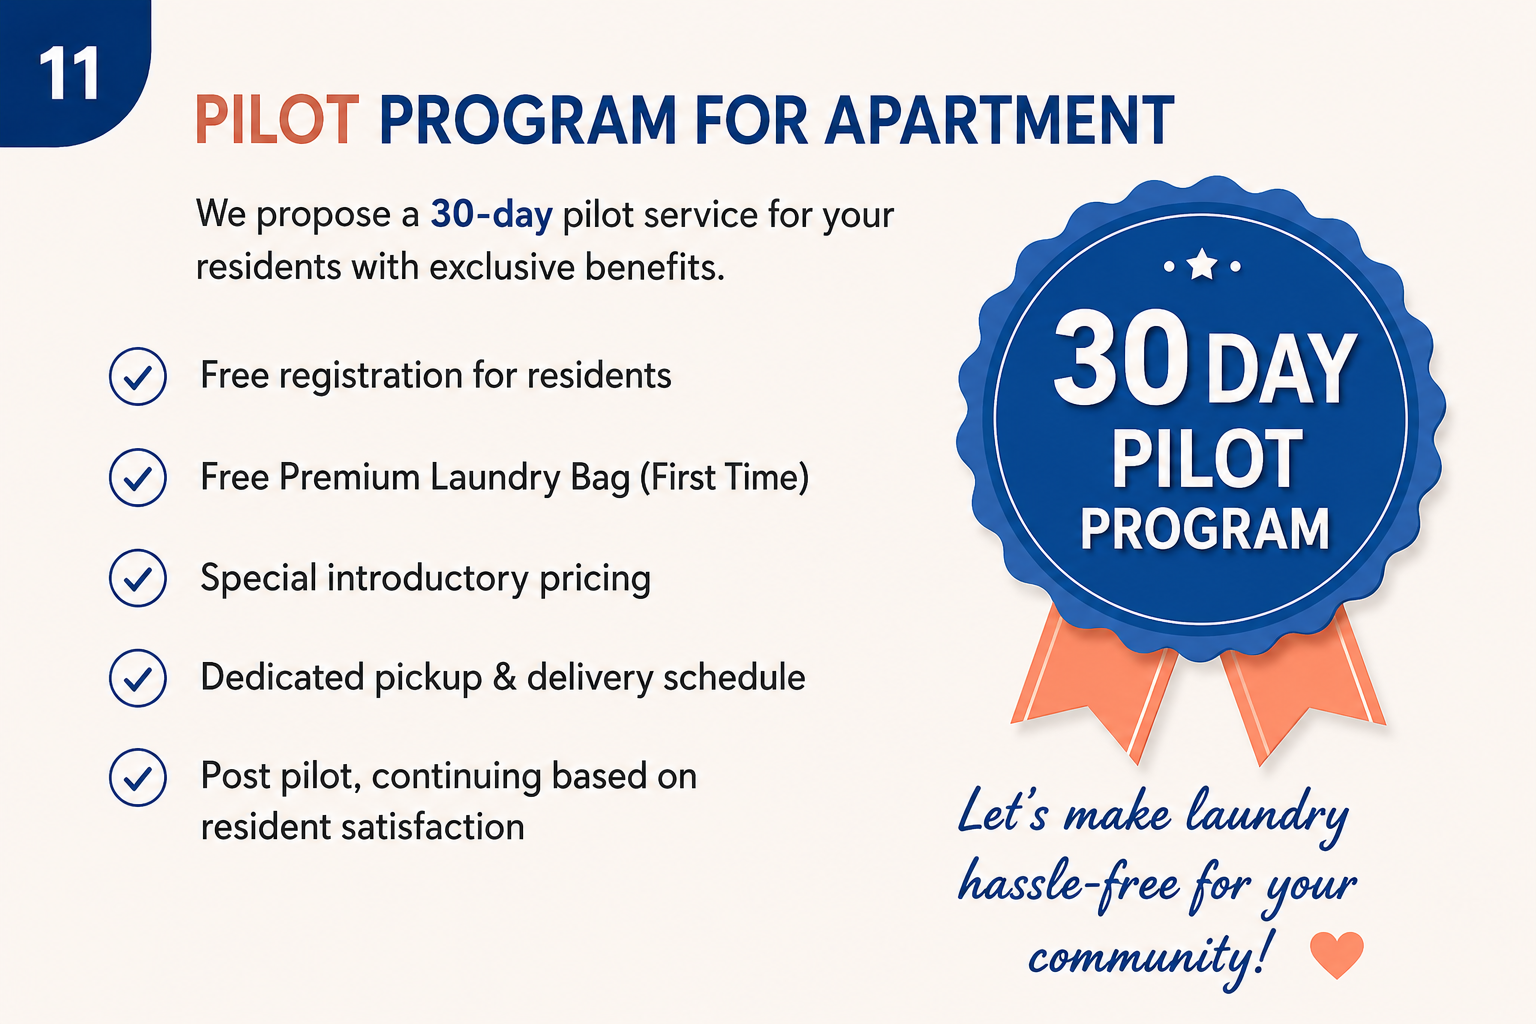 11
PILOT PROGRAM FOR APARTMENT
We propose a 30-day pilot service for your
residents with exclusive benefits.
Free registration for residents
Free Premium Laundry Bag (First Time)
Special introductory pricing
Dedicated pickup & delivery schedule
Post pilot, continuing based on
resident satisfaction
30 DAY
PILOT
PROGRAM
Let's make laundry
hassle-free for your
community!